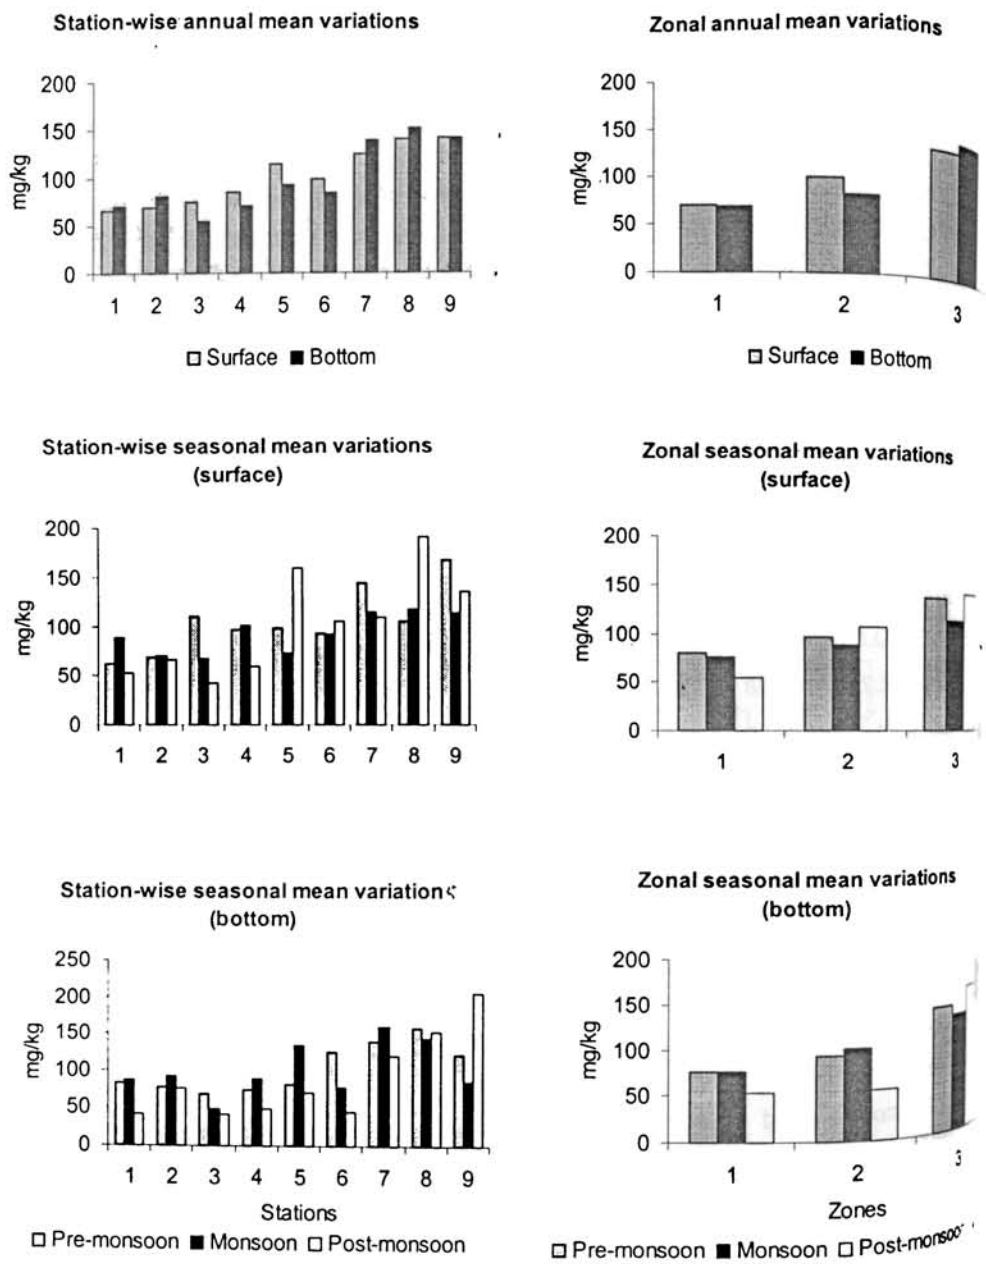 Station-wise annual mean variations
200
150
100
50
0
mg/kg
1 2 3 4 5 6 7 8 9
Surface Bottom
Zonal annual mean variations
200
150
100
50
0
mg/kg
1 2 3
Surface Bottom
Station-wise seasonal mean variations
(surface)
200
150
100
50
0
mg/kg
1 2 3 4 5 6 7 8 9
Zonal seasonal mean variations
(surface)
200
150
100
50
0
mg/kg
1 2 3
Station-wise seasonal mean variations
(bottom)
250
200
150
100
50
0
mg/kg
1 2 3 4 5 6 7 8 9
Stations
Pre-monsoon Monsoon Post-monsoon
Zonal seasonal mean variations
(bottom)
200
150
100
50
0
mg/kg
1 2 3
Zones
Pre-monsoon Monsoon Post-monsoo